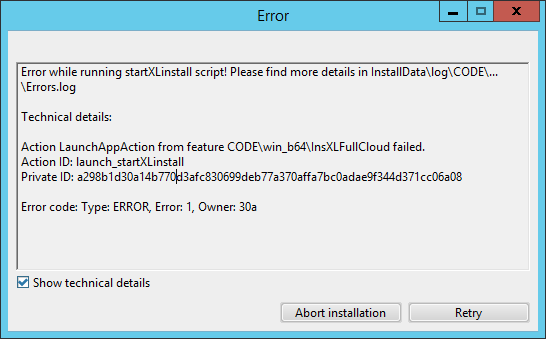 Error
Error while running startXLinstall script! Please find more details in InstallData\log\CODE\...
\Errors.log
Technical details:
Action LaunchAppAction from feature CODE\win_b64\InsXLFullCloud failed.
Action ID: launch_startXLinstall
Private ID: a298b1d30a14b770d3afc830699deb77a370affa7bc0adae9f344d371cc06a08
Error code: Type: ERROR, Error: 1, Owner: 30a
Show technical details
Abort installation
Retry